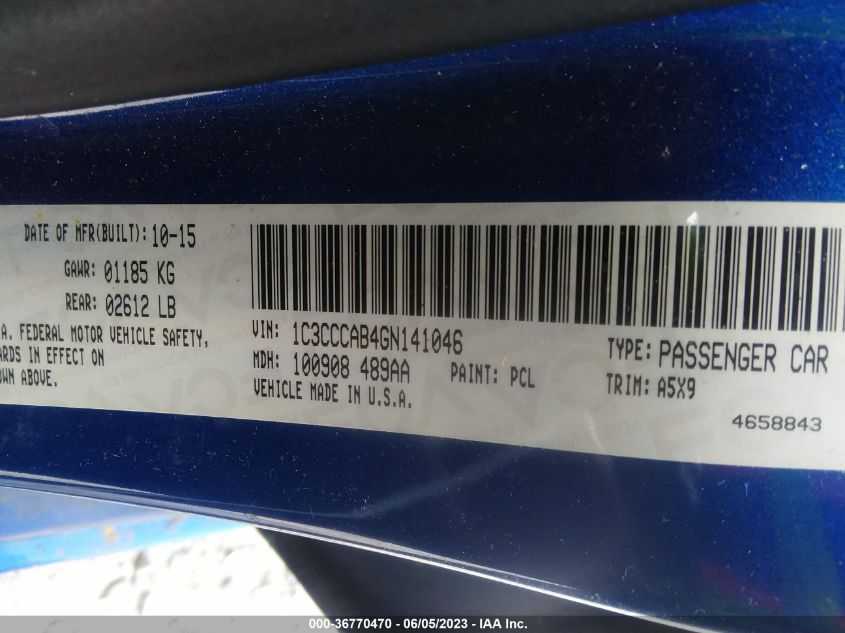 DATE OF MFR(BUILT): 10-15
GAWR: 01185 KG
REAR: 02612 LB
A. FEDERAL MOTOR VEHICLE SAFETY,
ARDS IN EFFECT ON
OWN ABOVE.
VIN: 1C3CCCAB4GN141046
MDH: 100908 489AA
PAINT: PCL
VEHICLE MADE IN U.S.A.
TYPE: PASSENGER CAR
TRIM: A5X9
4658843
000-36770470 / 06/05/2023 - IAA Inc.